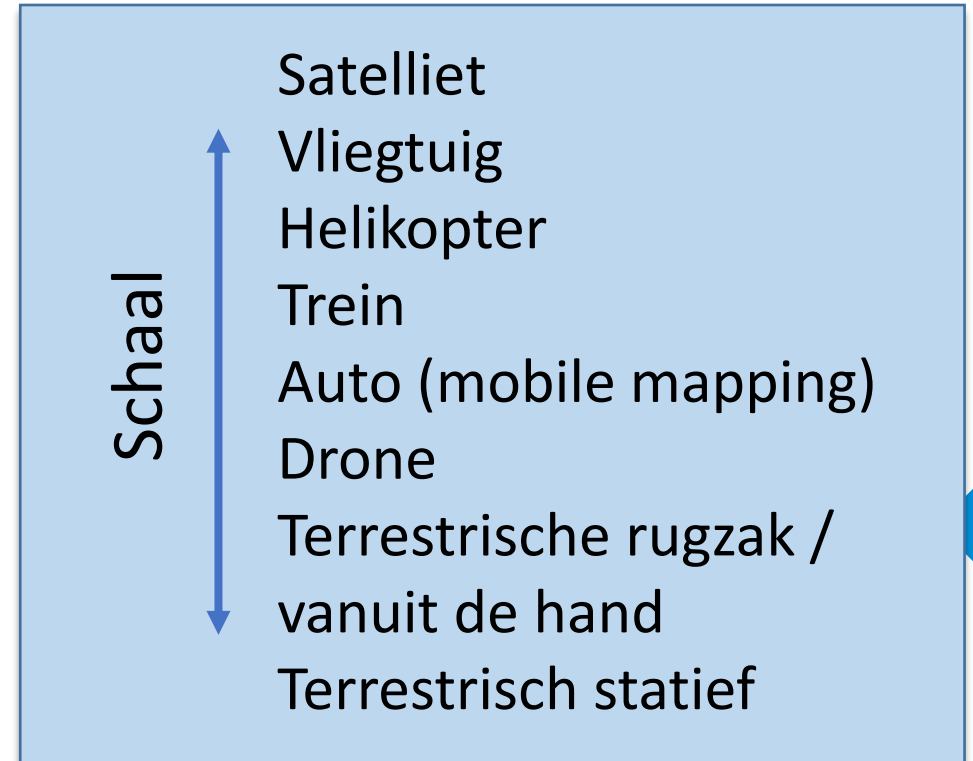 Schaal
Satelliet
Vliegtuig
Helikopter
Trein
Auto (mobile mapping)
Drone
Terrestrische rugzak /
vanuit de hand
Terrestrisch statief